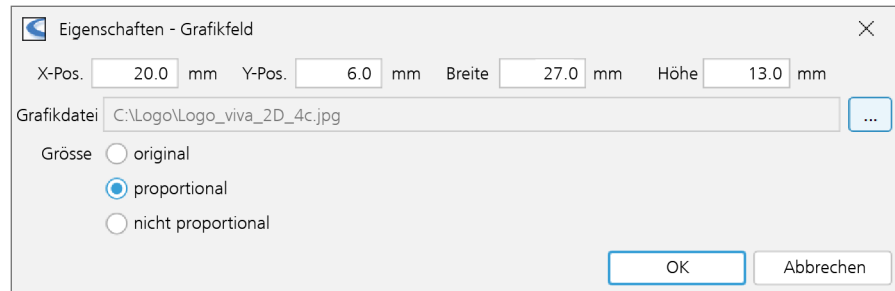 Eigenschaften - Grafikfeld
X-Pos. 20.0 mm Y-Pos. 6.0 mm Breite 27.0 mm Höhe 13.0 mm
Grafikdatei C:\Logo\Logo_viva_2D_4c.jpg ...
Grösse original
proportional
nicht proportional
OK Abbrechen